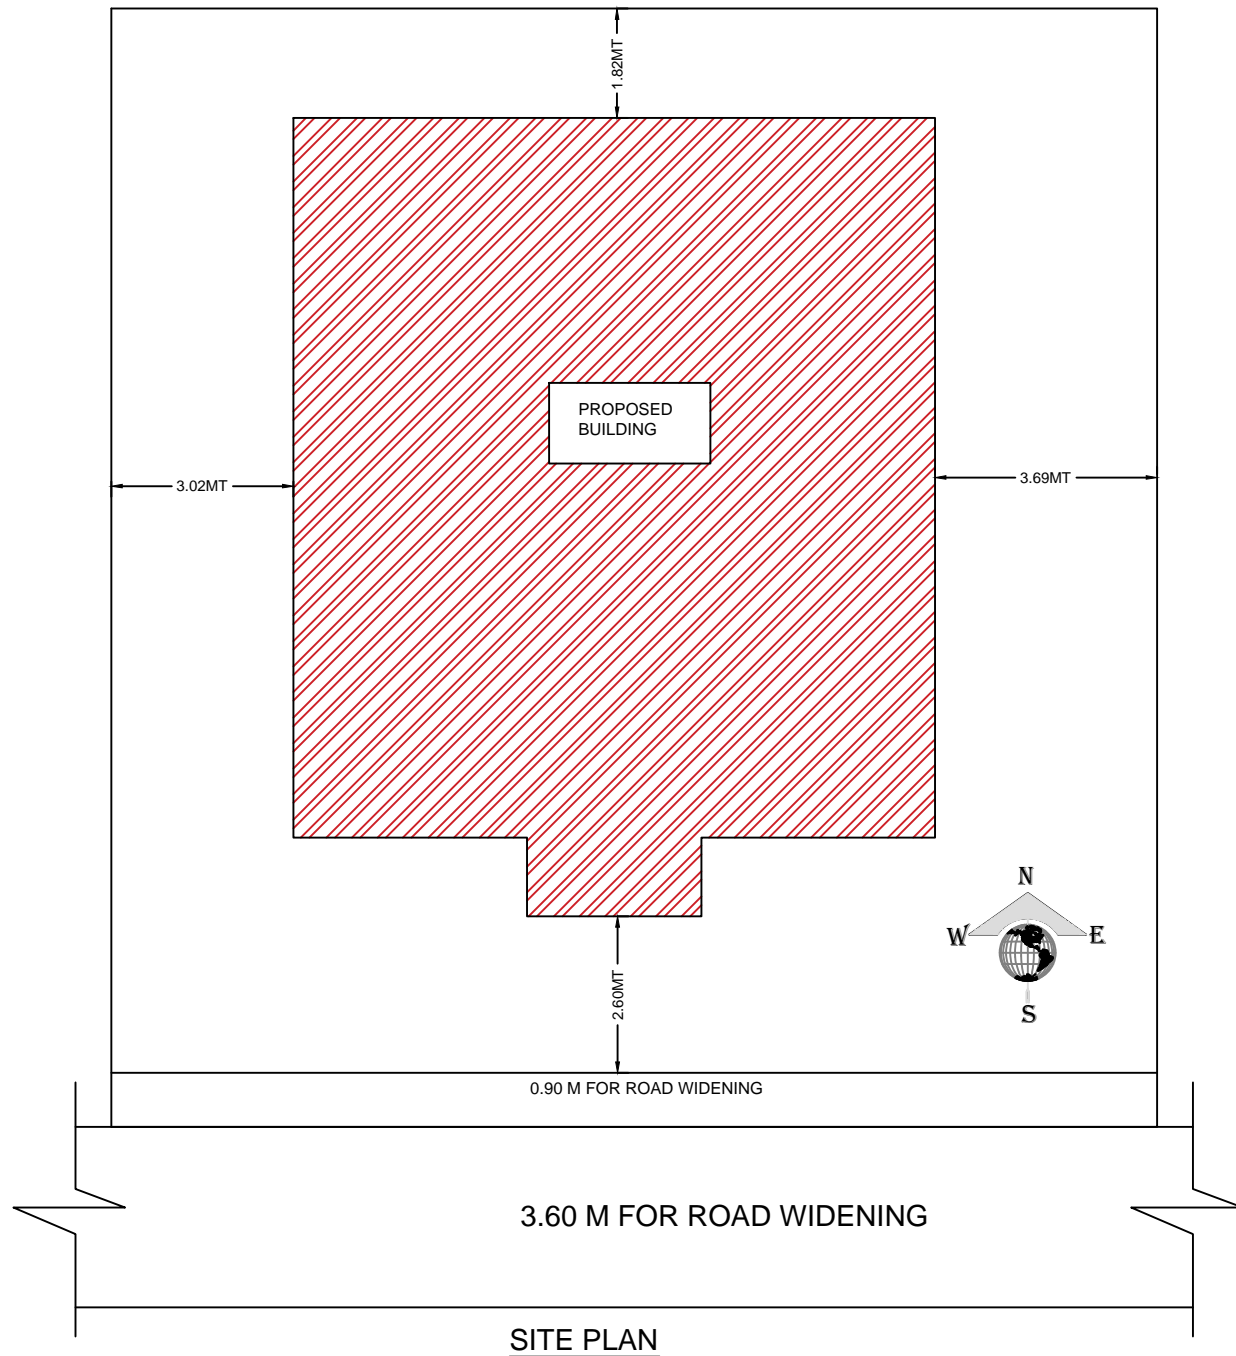 1.82MT
PROPOSED
BUILDING
3.02MT
3.69MT
N
W
E
S
2.60MT
0.90 M FOR ROAD WIDENING
3.60 M FOR ROAD WIDENING
SITE PLAN